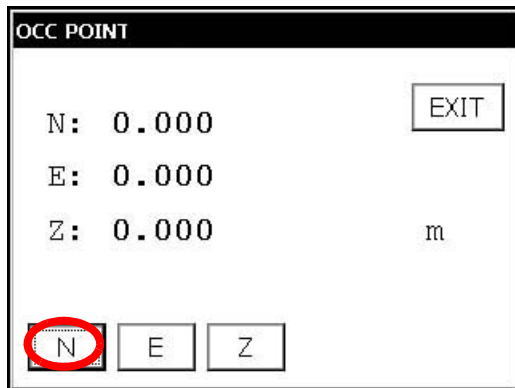 OCC POINT
EXIT
N: 0.000
E: 0.000
Z: 0.000 m
N E Z